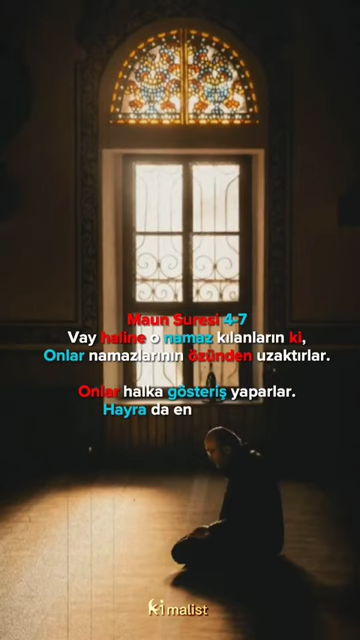 Maun Suresi 4-7
Vay haline o namaz kılanların ki,
Onlar namazlarının özünden uzaktırlar.
Onlar halka gösteriş yaparlar.
Hayra da en
Kimalist